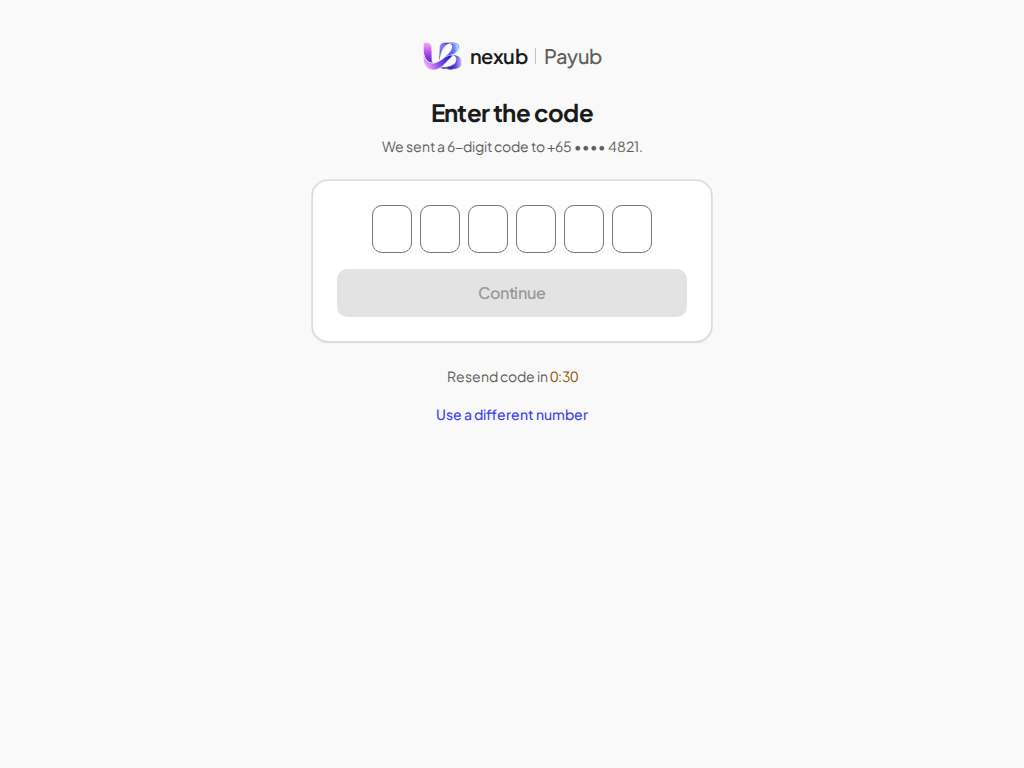 nexub | Payub
Enter the code
We sent a 6-digit code to +65 •••• 4821.
Continue
Resend code in 0:30
Use a different number